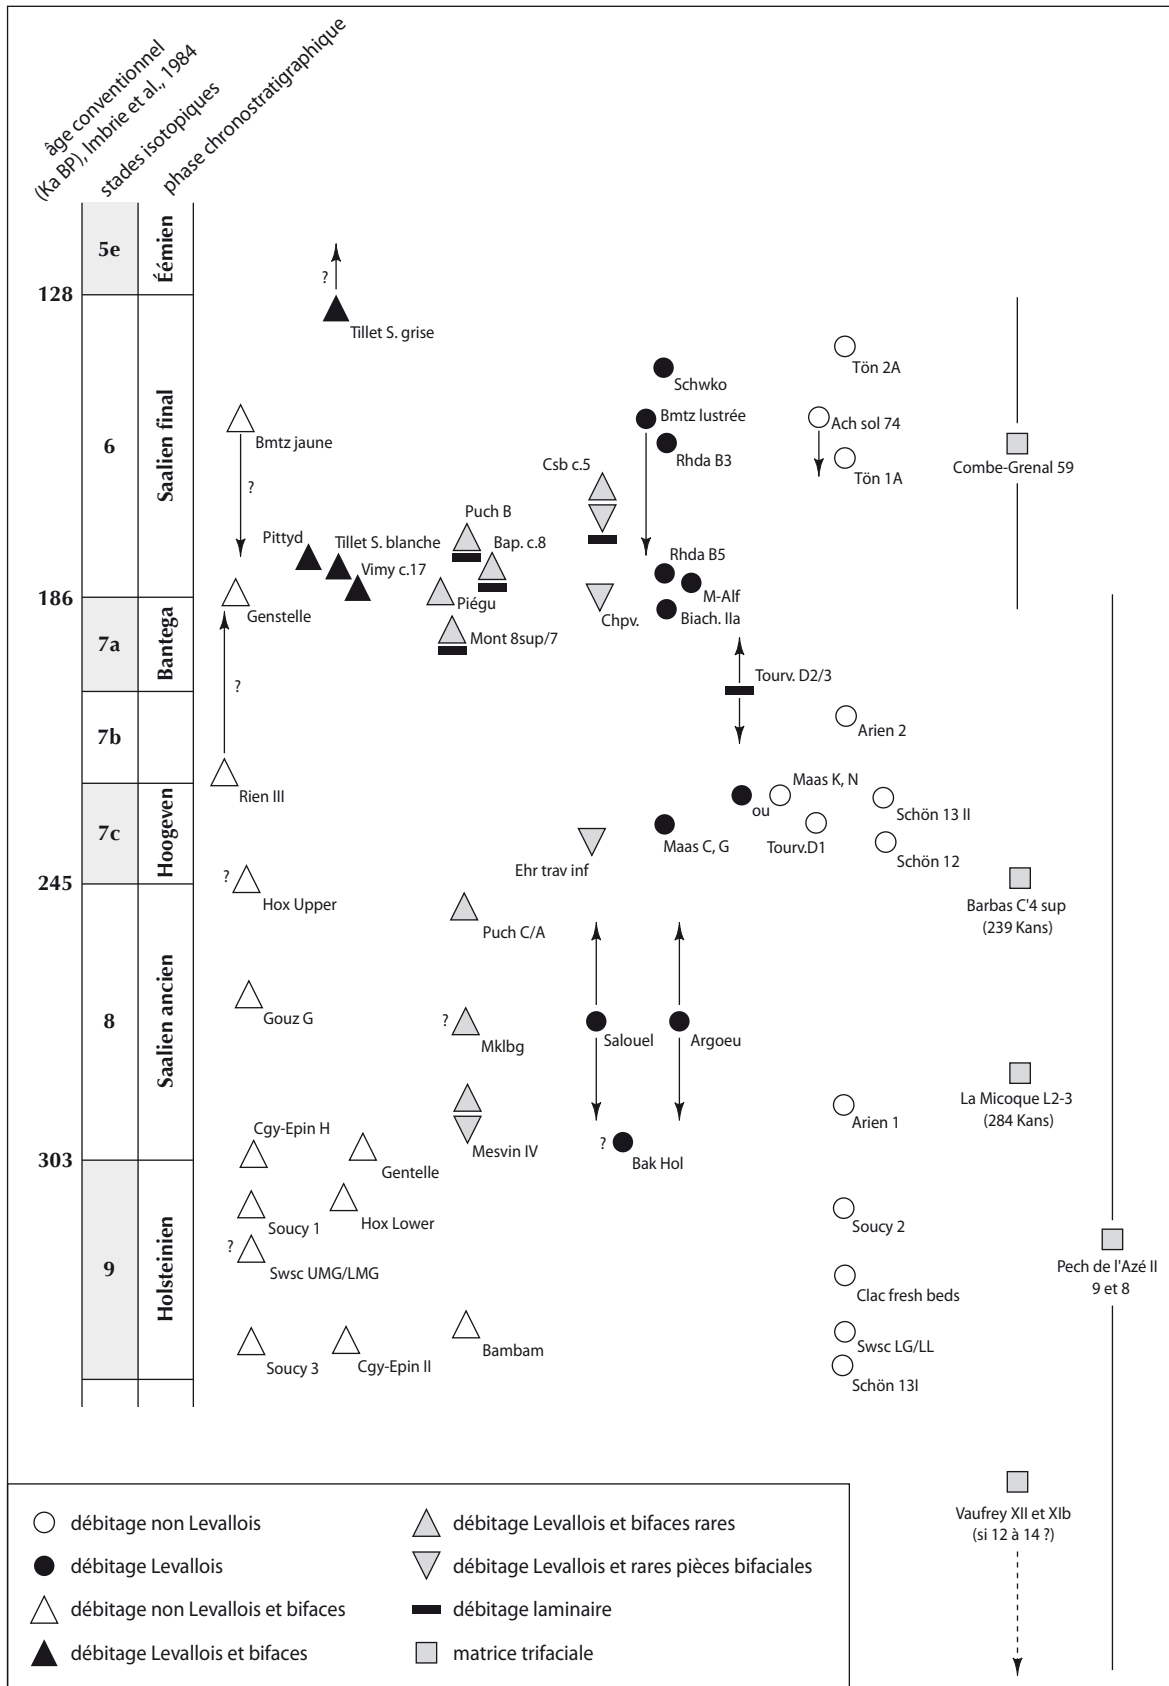 âge conventionnel
(Ka BP), Imbrie et al., 1984
stades isotopiques
phase chronostratigraphique
5e
Éémien
128
?
Tillet S. grise
Tön 2A
Schwko
6
Saalien final
Bmtz jaune
Bmtz lustrée
Ach sol 74
Rhda B3
Combe-Grenal 59
Csb c.5
Tön 1A
?
Puch B
Pittyd
Tillet S. blanche
Bap. c.8
Rhda B5
Vimy c.17
M-Alf
186
Genstelle
Piégu
Chpv.
Biach. IIa
7a
Bantega
Mont 8sup/7
?
Tourv. D2/3
7b
Arien 2
Rien III
Maas K, N
ou
Schön 13 II
7c
Hoogeven
Maas C, G
Tourv.D1
Schön 12
Ehr trav inf
245
?
Hox Upper
Barbas C'4 sup
(239 Kans)
Puch C/A
Gouz G
8
Saalien ancien
?
Mklbg
Salouel
Argoeu
La Micoque L2-3
(284 Kans)
Arien 1
Cgy-Epin H
Mesvin IV
?
Bak Hol
303
Gentelle
Soucy 1
Hox Lower
Soucy 2
?
Swsc UMG/LMG
9
Holsteinien
Pech de l'Azé II
9 et 8
Clac fresh beds
Bambam
Swsc LG/LL
Soucy 3
Cgy-Epin II
Schön 13I
Vaufrey XII et XIb
(si 12 à 14 ?)
débitage non Levallois
débitage Levallois
débitage non Levallois et bifaces
débitage Levallois et bifaces
débitage Levallois et bifaces rares
débitage Levallois et rares pièces bifaciales
débitage laminaire
matrice trifaciale